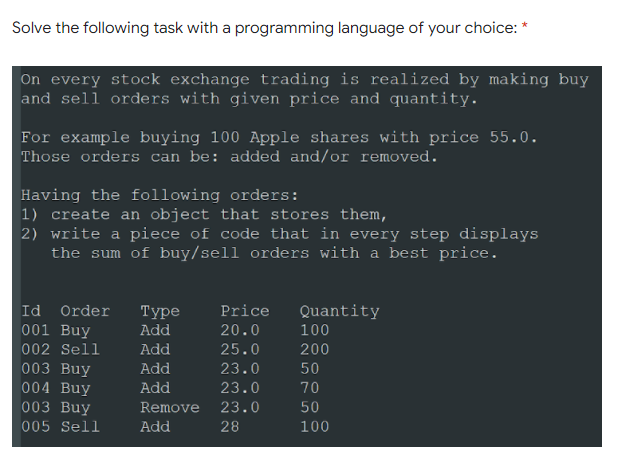 Solve the following task with a programming language of your choice: *
On every stock exchange trading is realized by making buy
and sell orders with given price and quantity.
For example buying 100 Apple shares with price 55.0.
Those orders can be: added and/or removed.
Having the following orders:
1) create an object that stores them,
2) write a piece of code that in every step displays
the sum of buy/sell orders with a best price.
Id Order Type Price Quantity
001 Buy Add 20.0 100
002 Sell Add 25.0 200
003 Buy Add 23.0 50
004 Buy Add 23.0 70
003 Buy Remove 23.0 50
005 Sell Add 28 100